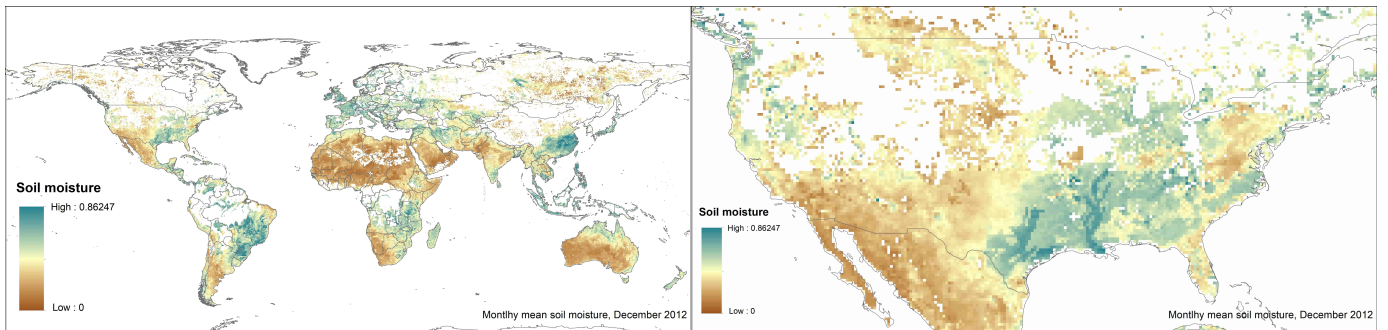 Soil moisture
High : 0.86247
Low : 0
Montlhy mean soil moisture, December 2012
Soil moisture
High : 0.86247
Low : 0
Monthly mean soil moisture, December 2012